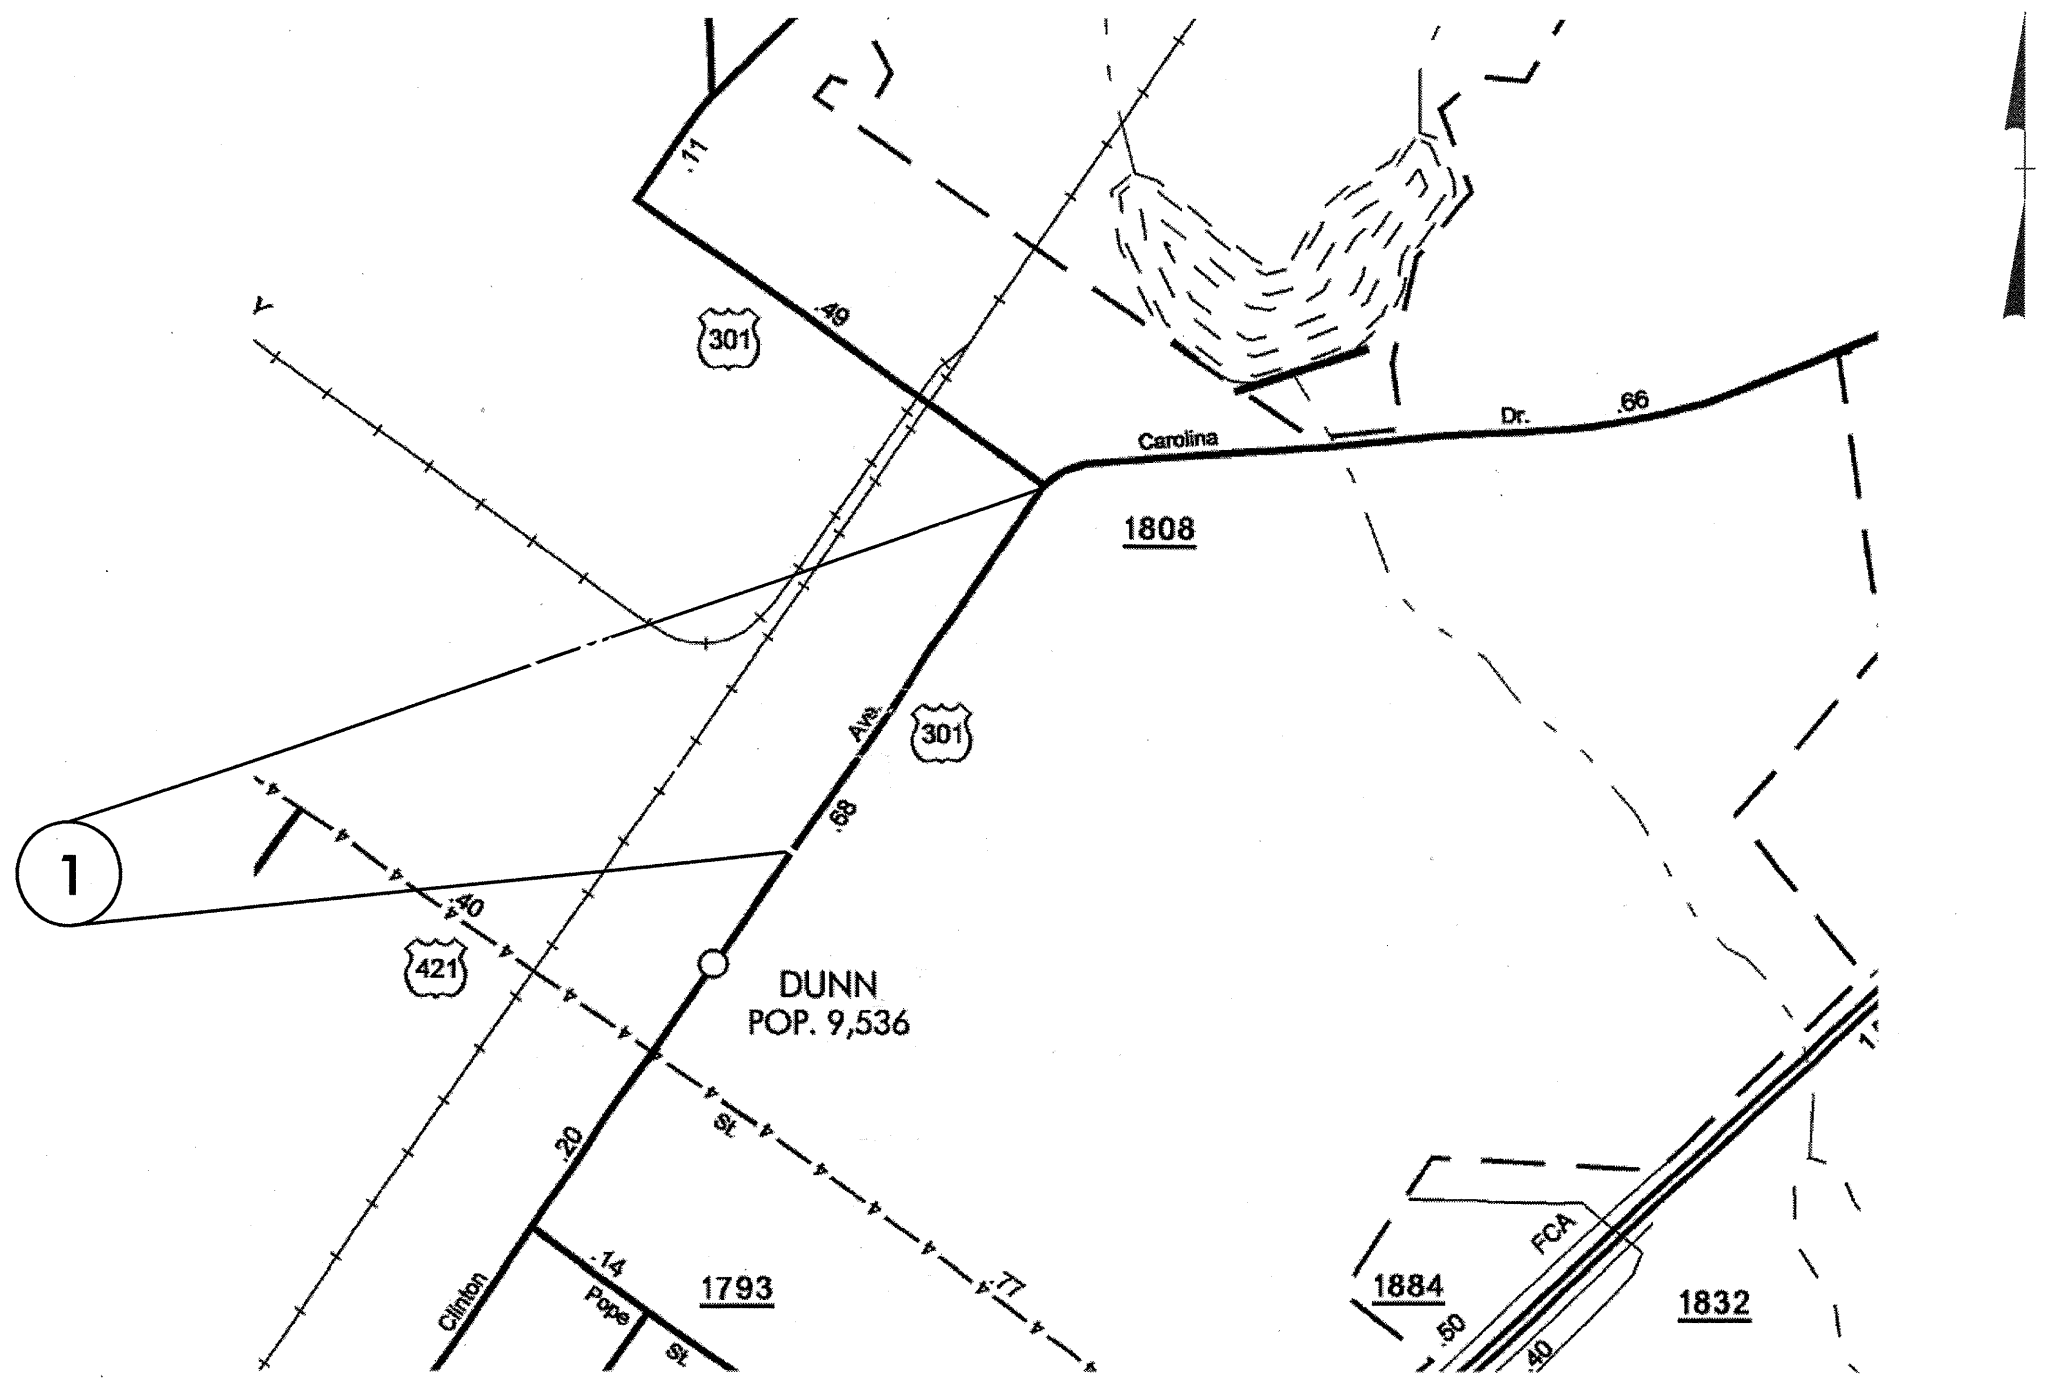 .11
Y
.49
301
Carolina
Dr.
.66
1808
Ave.
301
.68
1
.40
421
DUNN
POP. 9,536
St.
.20
.14
Pope
St.
Clinton
1793
.77
FCA
1884
1832
.50
.40